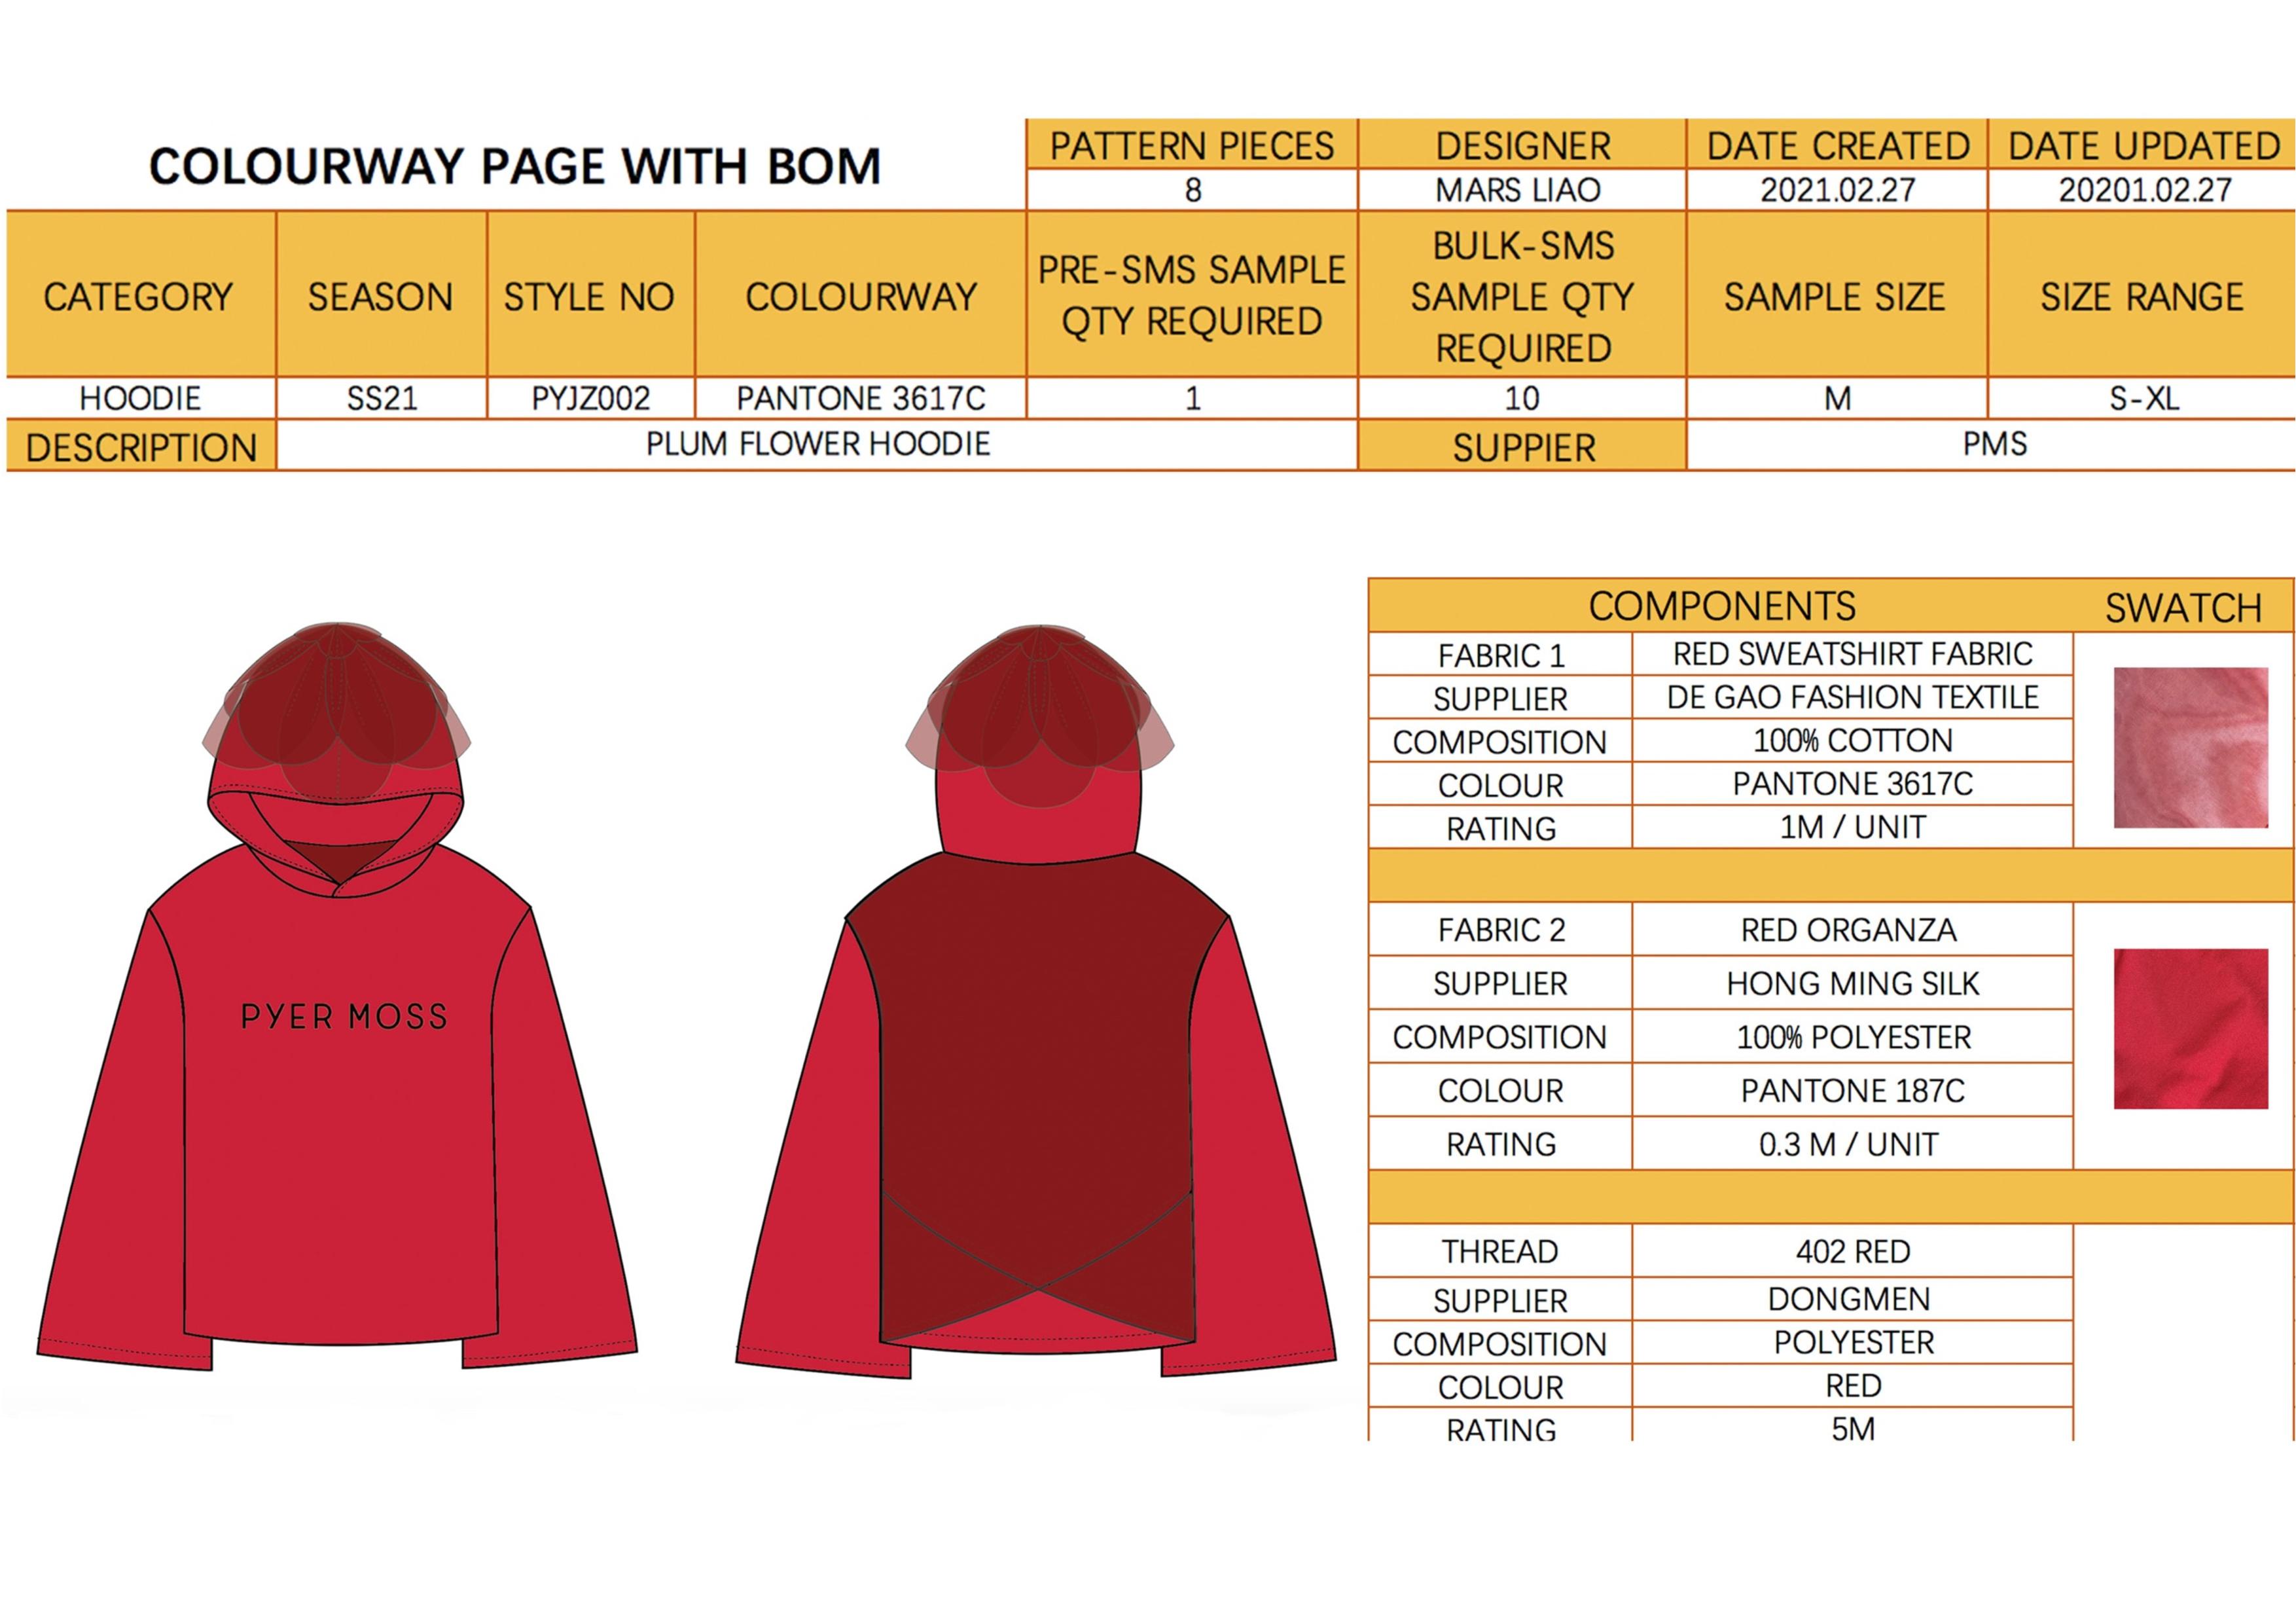 COLOURWAY PAGE WITH BOM
PATTERN PIECES DESIGNER DATE CREATED DATE UPDATED
8 MARS LIAO 2021.02.27 20201.02.27
CATEGORY SEASON STYLE NO COLOURWAY PRE-SMS SAMPLE QTY REQUIRED BULK-SMS SAMPLE QTY REQUIRED SAMPLE SIZE SIZE RANGE
HOODIE SS21 PYJZ002 PANTONE 3617C 1 10 M S-XL
DESCRIPTION PLUM FLOWER HOODIE SUPPIER PMS
PYER MOSS
COMPONENTS SWATCH
FABRIC 1 RED SWEATSHIRT FABRIC
SUPPLIER DE GAO FASHION TEXTILE
COMPOSITION 100% COTTON
COLOUR PANTONE 3617C
RATING 1M / UNIT
FABRIC 2 RED ORGANZA
SUPPLIER HONG MING SILK
COMPOSITION 100% POLYESTER
COLOUR PANTONE 187C
RATING 0.3 M / UNIT
THREAD 402 RED
SUPPLIER DONGMEN
COMPOSITION POLYESTER
COLOUR RED
RATING 5M